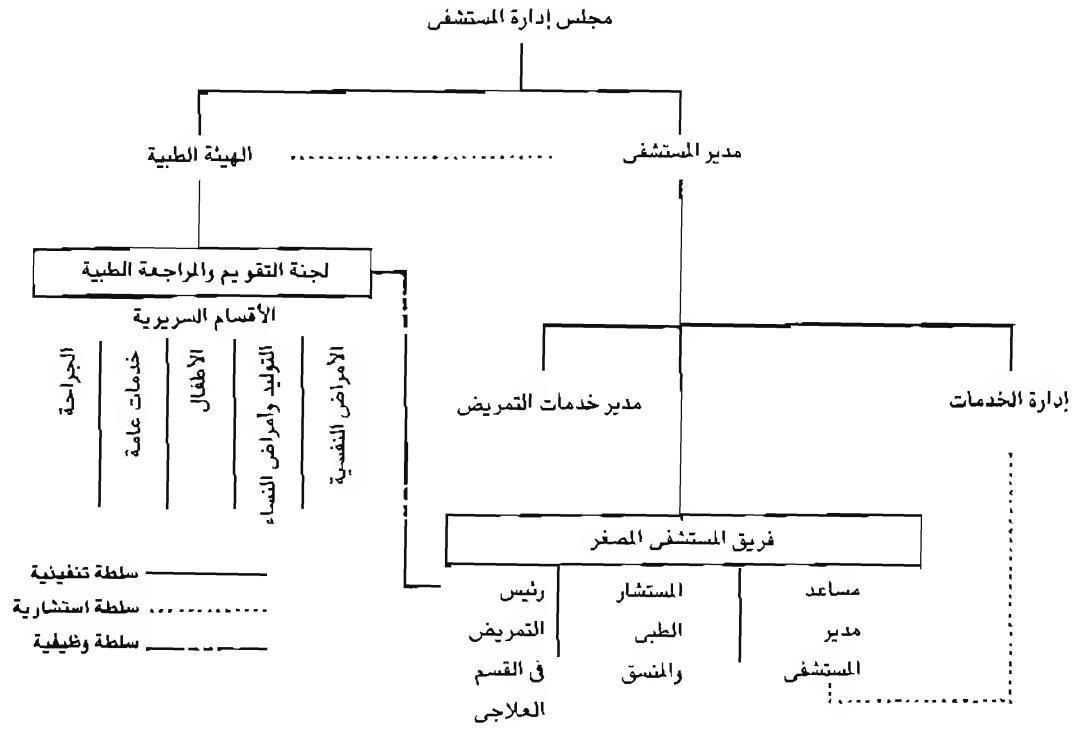 مجلس إدارة المستشفى
مدير المستشفى
الهيئة الطبية
لجنة التقويم والمراجعة الطبية
الأقسام السريرية
الأمراض النفسية
التوليد وأمراض النساء
الأطفال
خدمات عامة
الجراحة
إدارة الخدمات
مدير خدمات التمريض
فريق المستشفى المصغر
مساعد
مدير
المستشفى
المستشار
الطبى
والمنسق
رئيس
التمريض
فى القسم
العلاجى
سلطة تنفيذية
سلطة استشارية
سلطة وظيفية